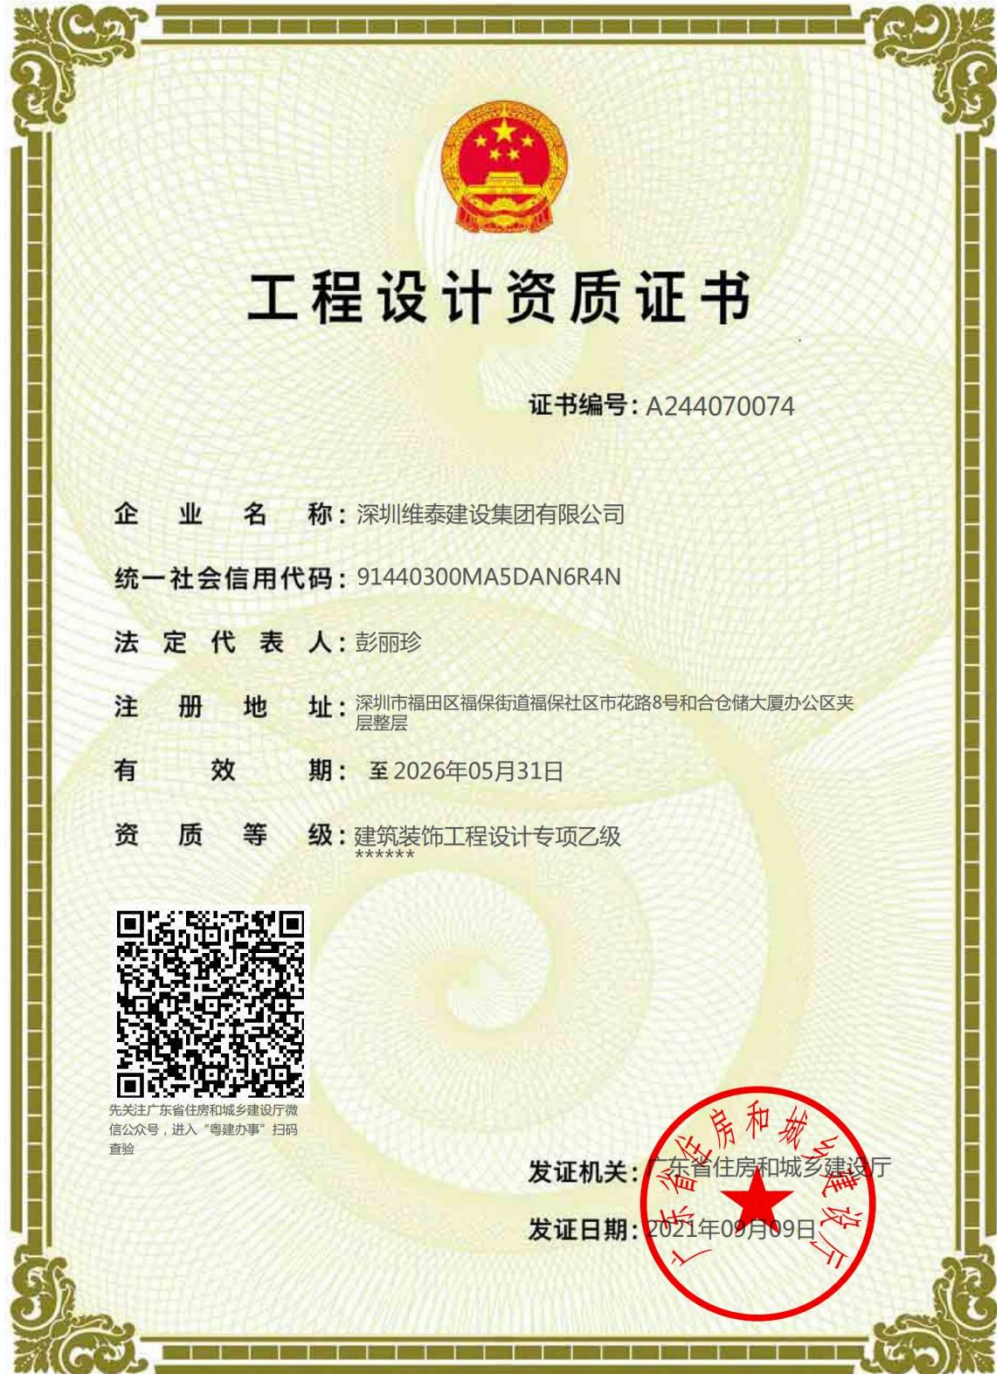 工程设计资质证书
证书编号：A244070074
企业名称：深圳维泰建设集团有限公司
统一社会信用代码：91440300MA5DAN6R4N
法定代表人：彭丽珍
注册地址：深圳市福田区福保街道福保社区市花路8号和合仓储大厦办公区夹
层整层
有效期：至2026年05月31日
资质等级：建筑装饰工程设计专项乙级
******
先关注广东省住房和城乡建设厅微
信公众号，进入“粤建办事”扫码
查验
发证机关：广东省住房和城乡建设厅
发证日期：2021年09月09日
广东省住房和城乡建设厅